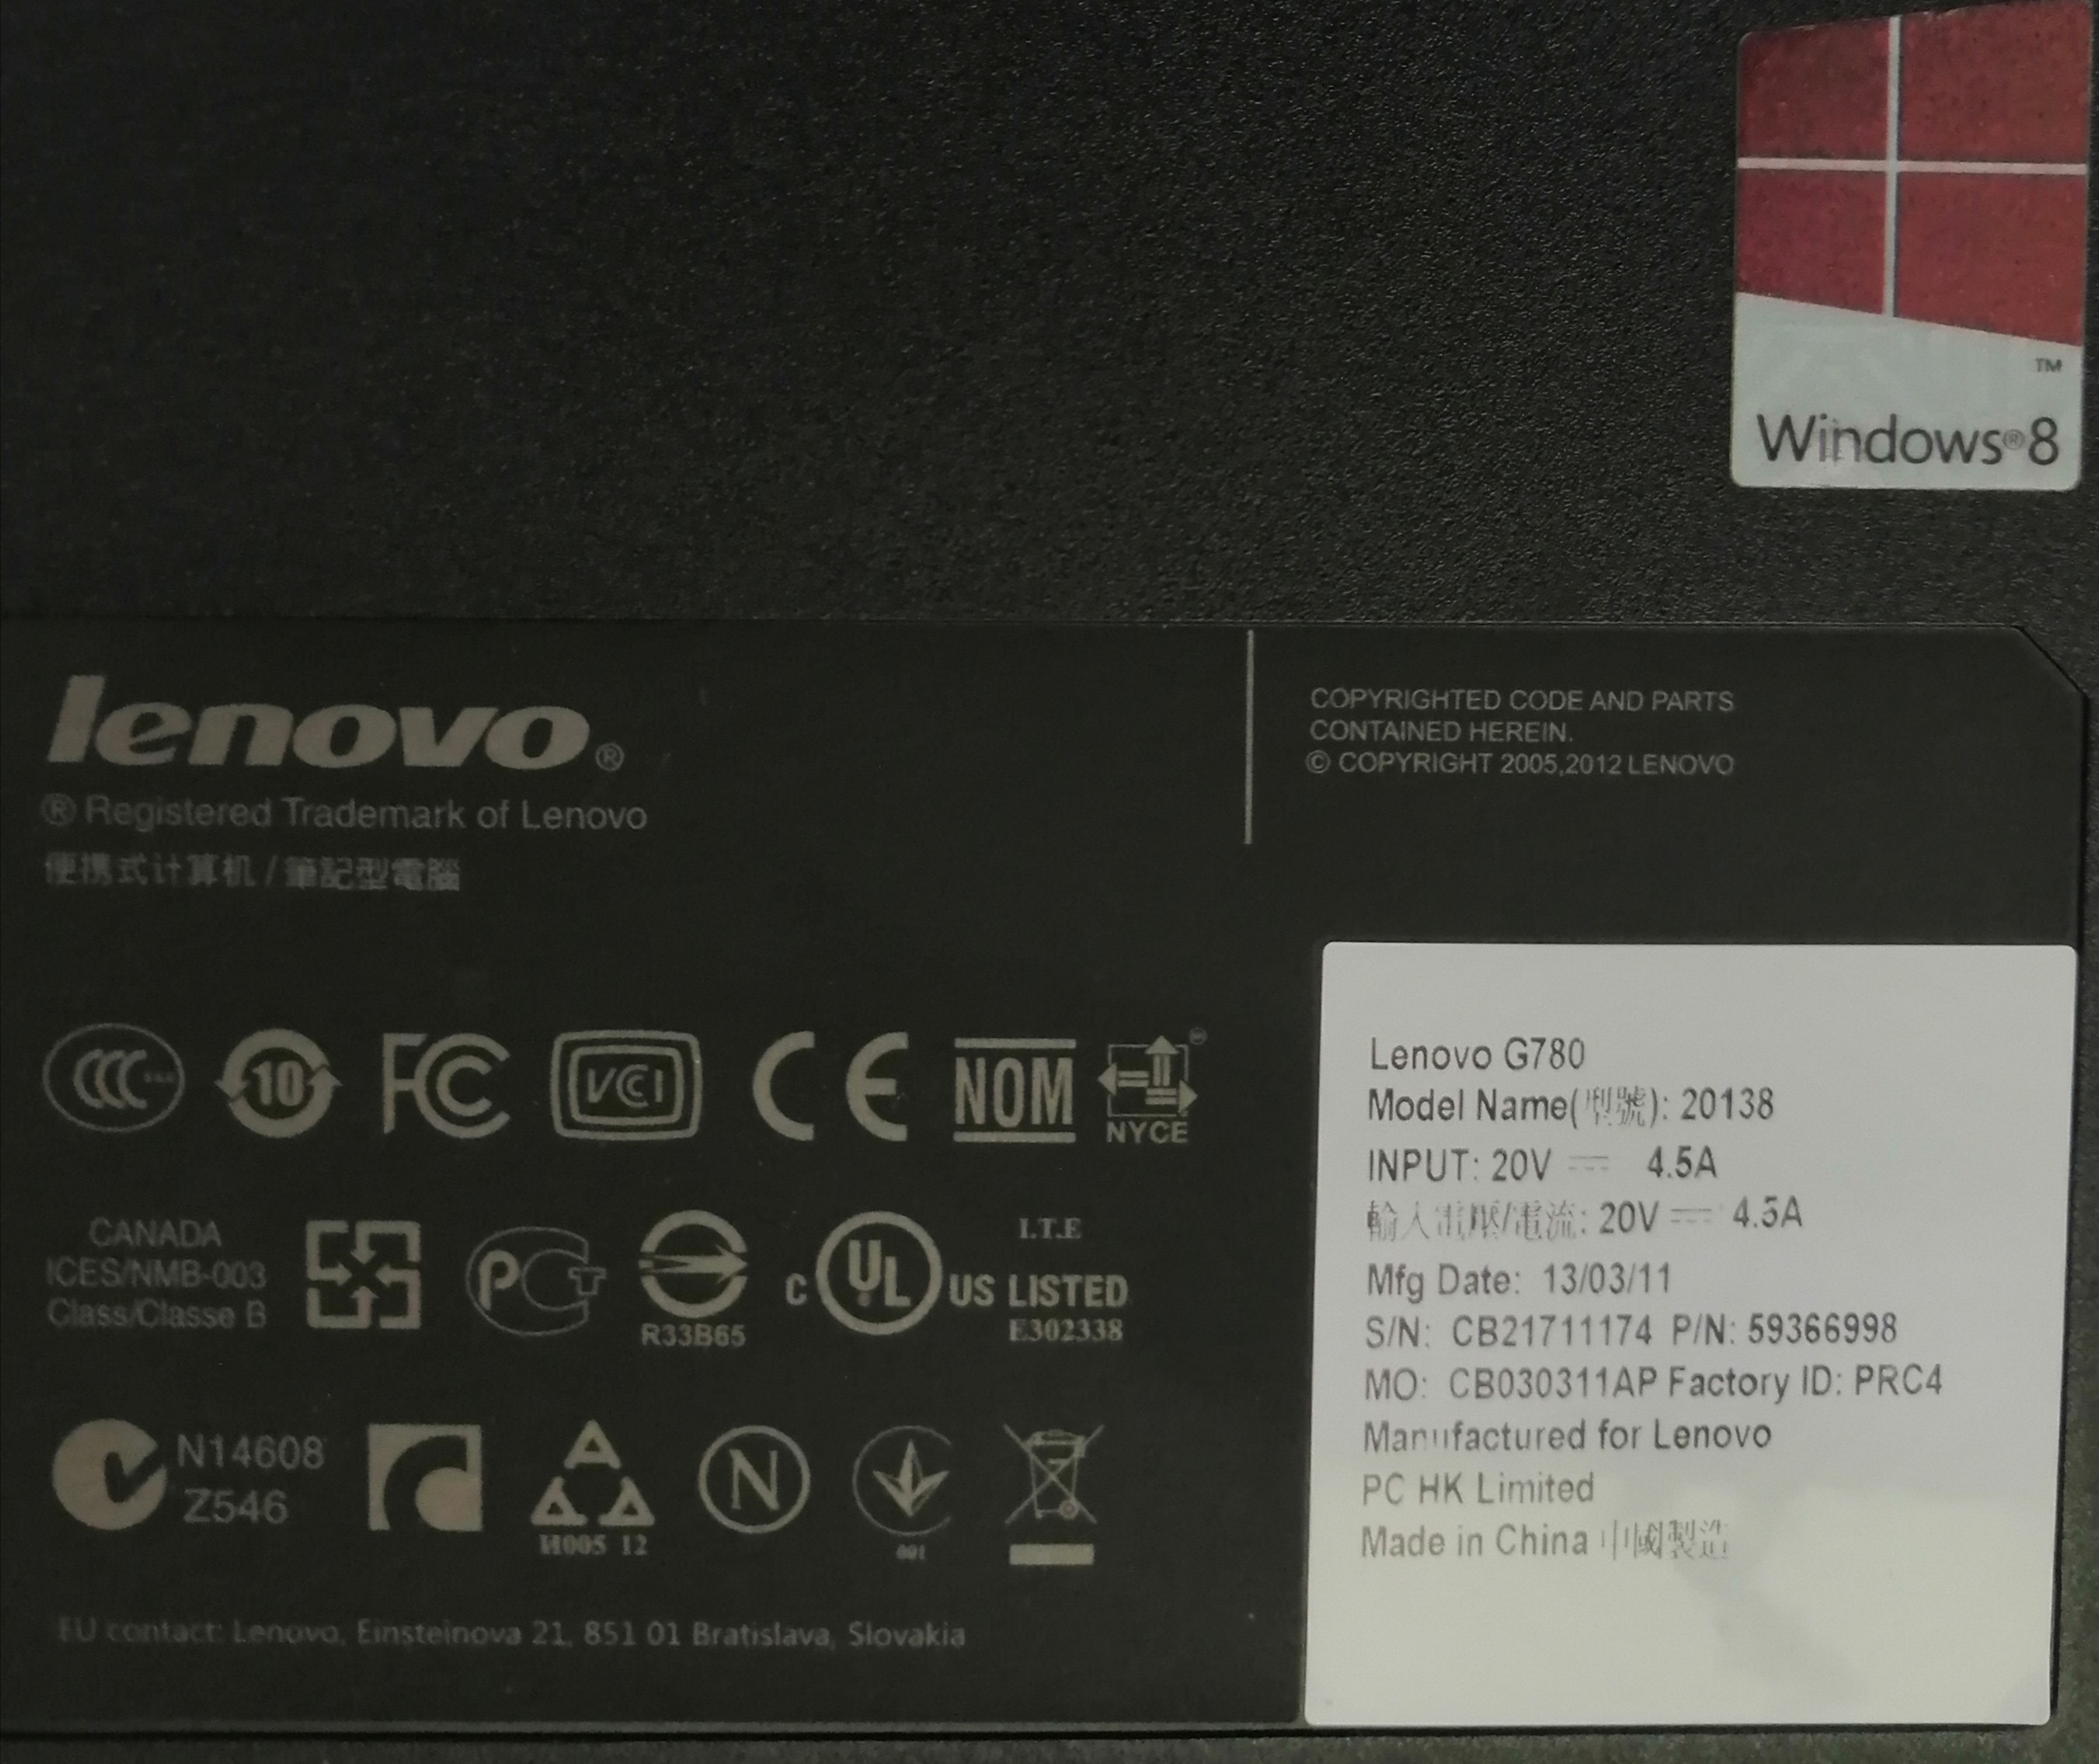 TM
Windows®8
lenovo®
® Registered Trademark of Lenovo
便携式计算机 / 筆記型電腦
COPYRIGHTED CODE AND PARTS
CONTAINED HEREIN.
© COPYRIGHT 2005,2012 LENOVO
CCC
10
FC
VCI
CE
NOM
NYCE
CANADA
ICES/NMB-003
Class/Classe B
PCT
R33B65
C UL US
I.T.E
LISTED
E302338
N14608
Z546
N
001
EU contact: Lenovo, Einsteinova 21, 851 01 Bratislava, Slovakia
Lenovo G780
Model Name(型號): 20138
INPUT: 20V ⎓ 4.5A
輸入電壓/電流: 20V ⎓ 4.5A
Mfg Date: 13/03/11
S/N: CB21711174 P/N: 59366998
MO: CB030311AP Factory ID: PRC4
Manufactured for Lenovo
PC HK Limited
Made in China 中國製造